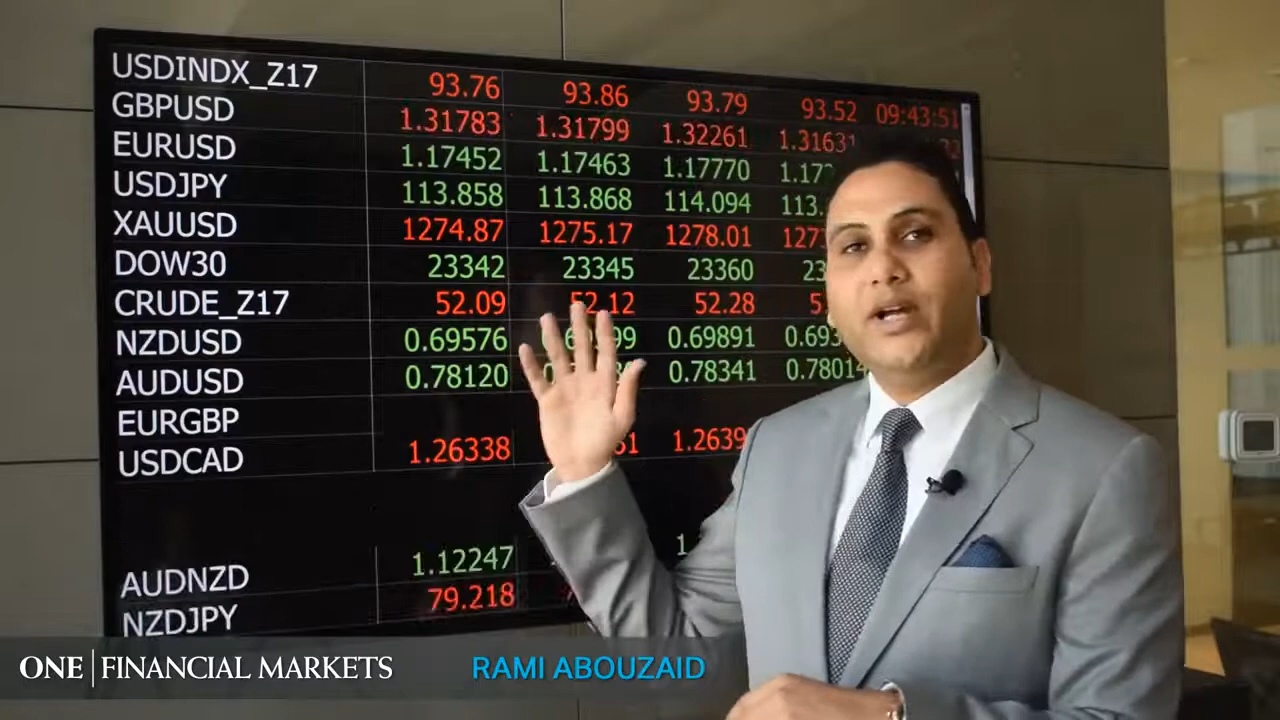 USDINDX_Z17 93.76 93.86 93.79 93.52 09:43:51
GBPUSD 1.31783 1.31799 1.32261
EURUSD 1.17452 1.17463 1.17770
USDJPY 113.858 113.868 114.094
XAUUSD 1274.87 1275.17 1278.01
DOW30 23342 23345 23360
CRUDE_Z17 52.09 52.12 52.28
NZDUSD 0.69576 0.69891
AUDUSD 0.78120 0.78341 0.78014
EURGBP
USDCAD 1.26338
AUDNZD 1.12247
NZDJPY 79.218
ONE FINANCIAL MARKETS RAMI ABOUZAID